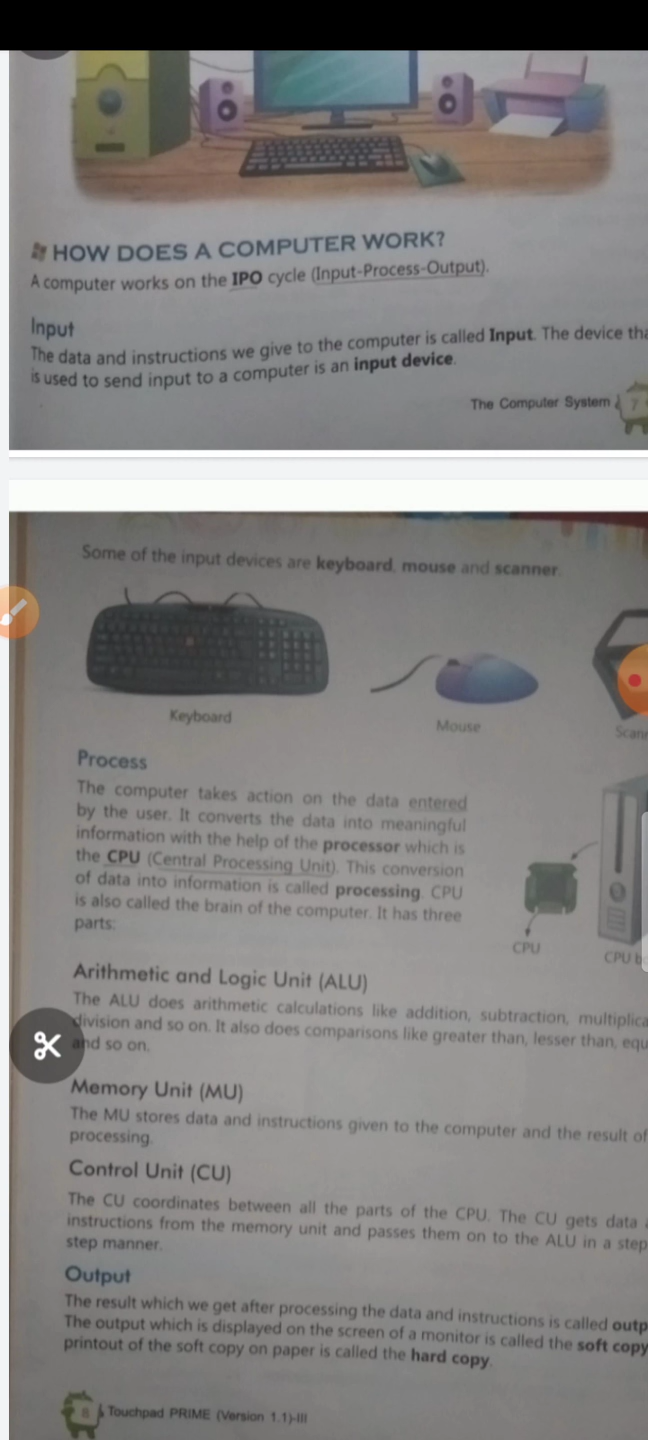 HOW DOES A COMPUTER WORK?
A computer works on the IPO cycle (Input-Process-Output).
Input
The data and instructions we give to the computer is called Input. The device
is used to send input to a computer is an input device.
The Computer System 7
Some of the input devices are keyboard, mouse and scanner.
Keyboard
Mouse
Process
The computer takes action on the data entered
by the user. It converts the data into meaningful
information with the help of the processor which is
the CPU (Central Processing Unit). This conversion
of data into information is called processing. CPU
is also called the brain of the computer. It has three
parts:
CPU
CPU
Arithmetic and Logic Unit (ALU)
The ALU does arithmetic calculations like addition, subtraction,
division and so on. It also does comparisons like greater than, lesser than,
and so on.
Memory Unit (MU)
The MU stores data and instructions given to the computer and the result of
processing.
Control Unit (CU)
The CU coordinates between all the parts of the CPU. The CU gets data
instructions from the memory unit and passes them on to the ALU in a step
step manner.
Output
The result which we get after processing the data and instructions is called
The output which is displayed on the screen of a monitor is called the soft copy
printout of the soft copy on paper is called the hard copy.
8 Touchpad PRIME (Version 1.1)-III